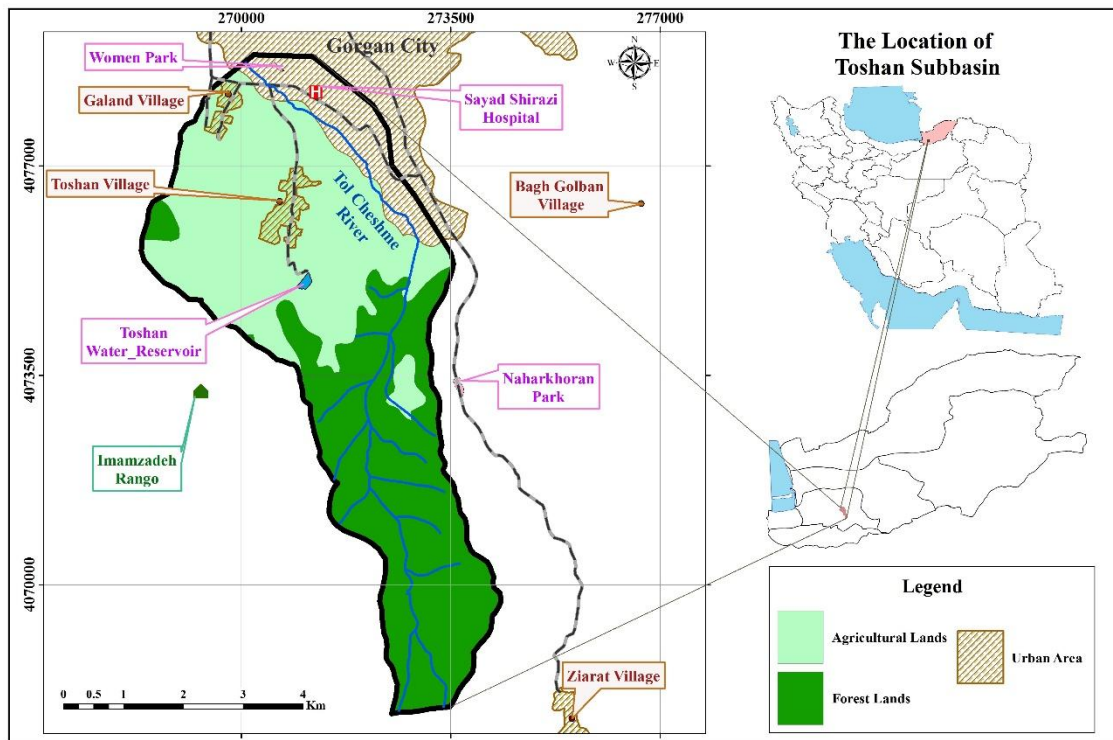 270000
273500
277000
4077000
4073500
4070000
Gorgan City
Women Park
Galand Village
Sayad Shirazi
Hospital
H
N
W
E
S
Toshan Village
Tol Cheshme
River
Bagh Golban
Village
Toshan
Water_Reservoir
Naharkhoran
Park
Imamzadeh
Rango
Ziarat Village
0 0.5 1 2 3 4
Km
The Location of
Toshan Subbasin
Legend
Agricultural Lands
Urban Area
Forest Lands